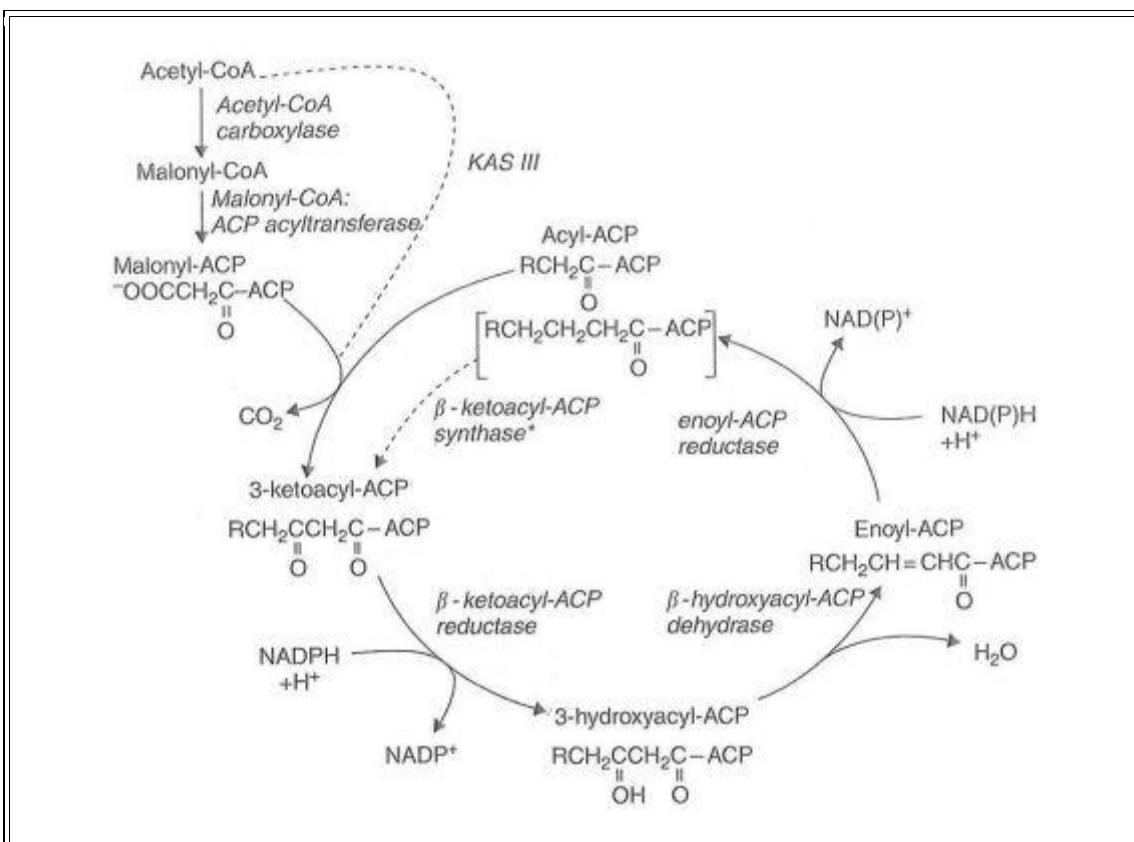 Acetyl-CoA
Acetyl-CoA
carboxylase
KAS III
Malonyl-CoA
Malonyl-CoA:
ACP acyltransferase
Malonyl-ACP
⁻OOCCH₂C–ACP
O
Acyl-ACP
RCH₂C–ACP
O
RCH₂CH₂CH₂C–ACP
O
NAD(P)⁺
CO₂
β-ketoacyl-ACP
synthase*
enoyl-ACP
reductase
NAD(P)H
+H⁺
3-ketoacyl-ACP
RCH₂CCH₂C–ACP
O O
Enoyl-ACP
RCH₂CH=CHC–ACP
O
β-ketoacyl-ACP
reductase
β-hydroxyacyl-ACP
dehydrase
NADPH
+H⁺
H₂O
NADP⁺
3-hydroxyacyl-ACP
RCH₂CCH₂C–ACP
OH O